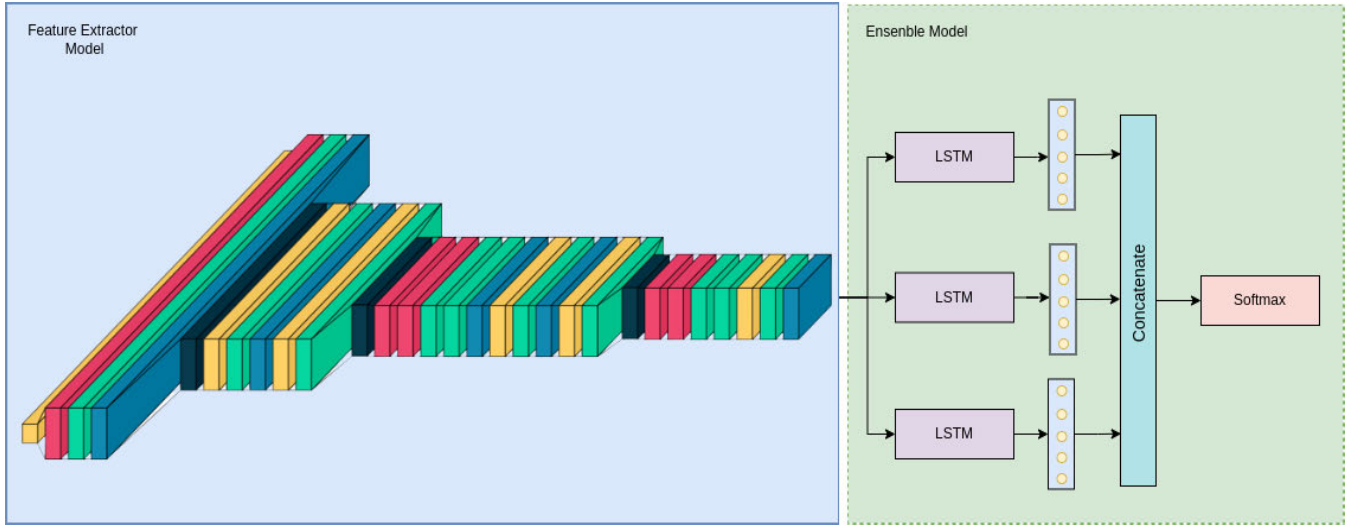 Feature Extractor
Model
Ensenble Model
LSTM
LSTM
LSTM
Concatenate
Softmax